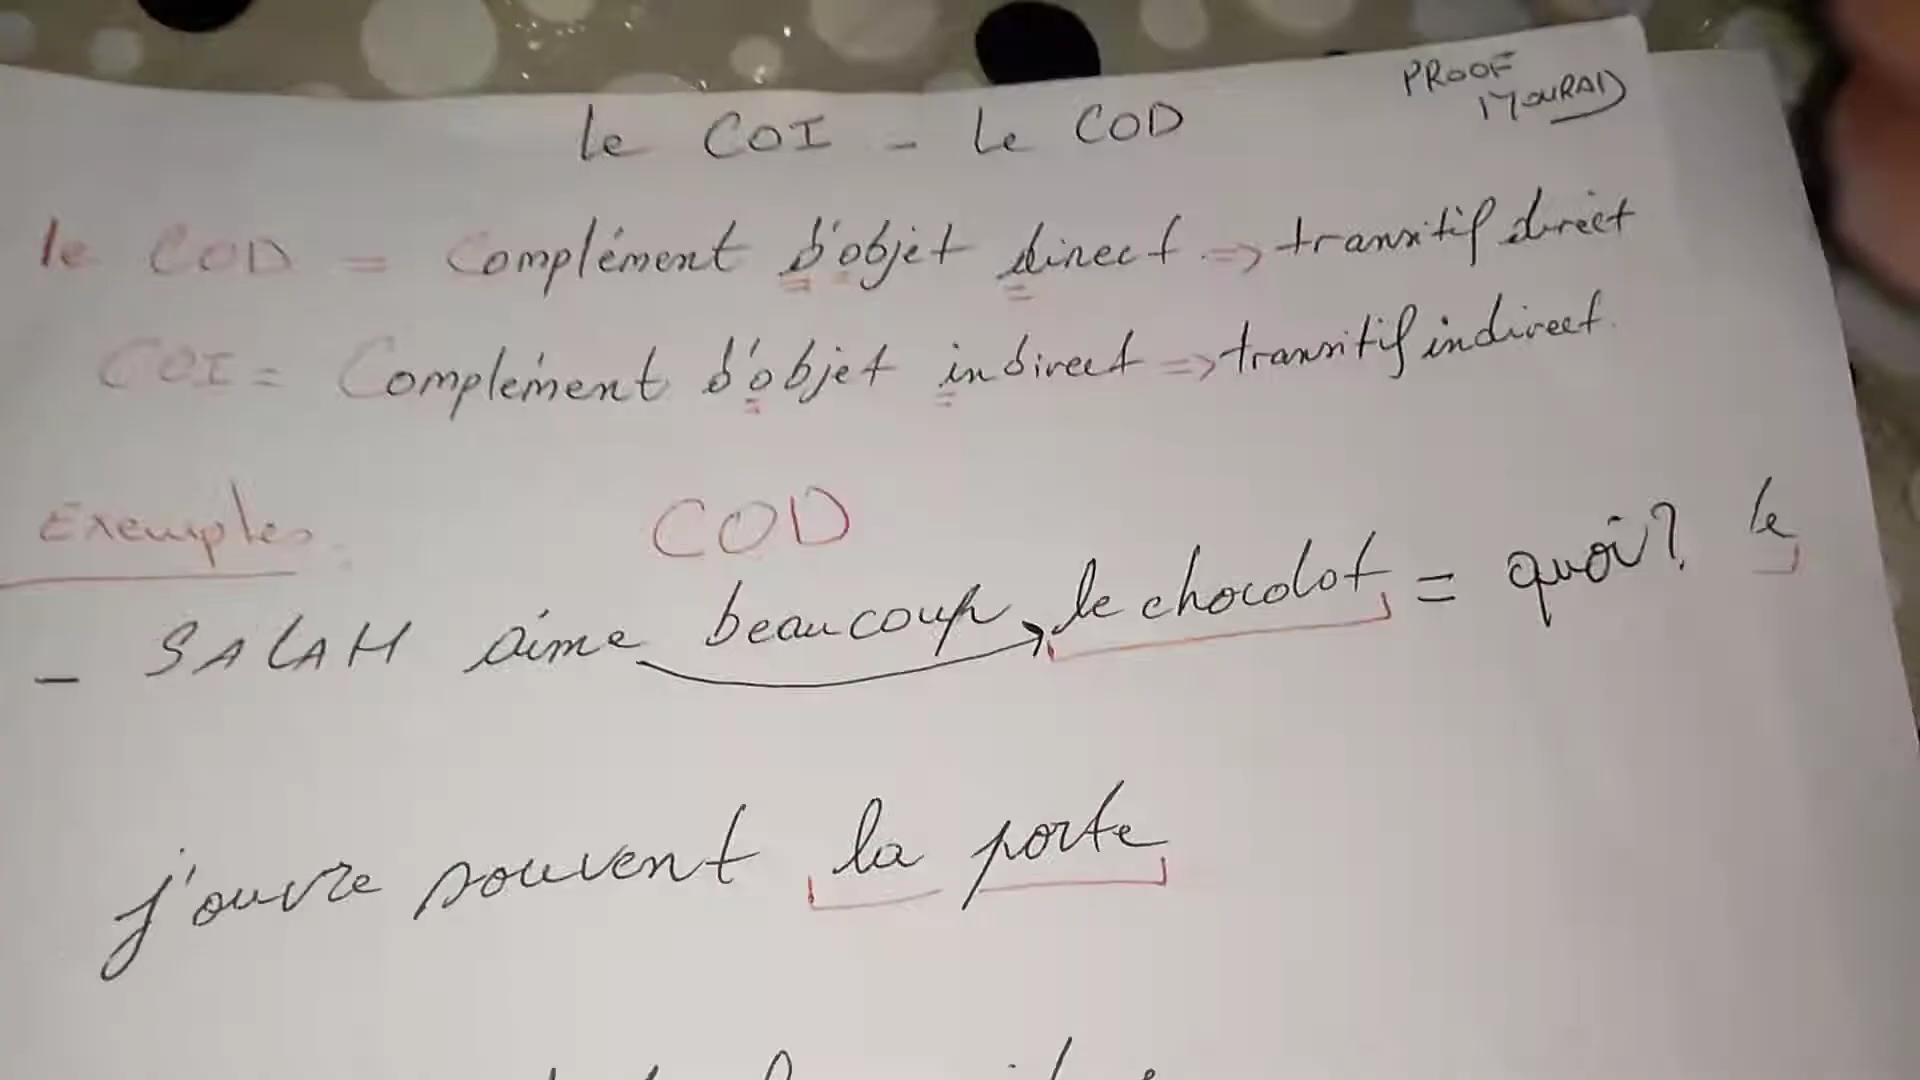 PROOF
MOURAD
le COI - Le COD
le COD = Complément d'objet direct => transitif direct
COI = Complément d'objet indirect => transitif indirect.
Exemples.
COD
- SALAH aime beaucoup le chocolot = quoi? le
j'ouvre souvent la porte